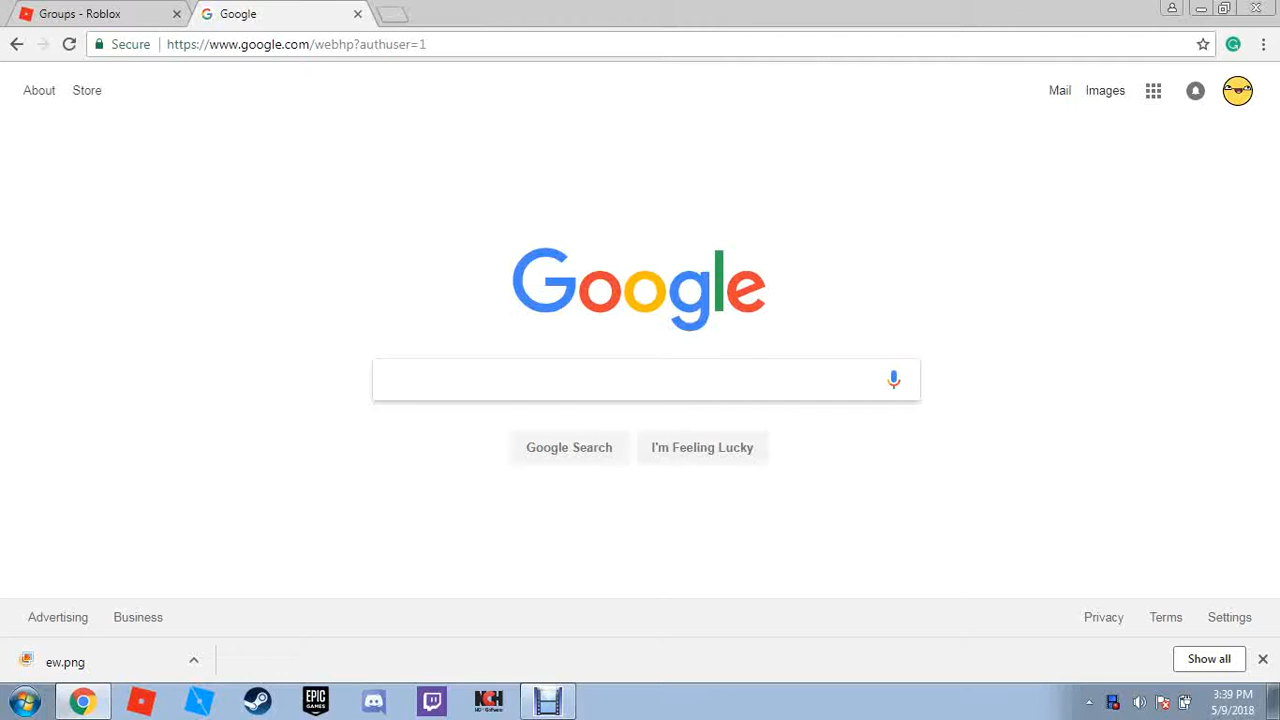 Groups - Roblox
Google
Secure https://www.google.com/webhp?authuser=1
About Store
Mail Images
Google
Google Search I'm Feeling Lucky
Advertising Business
Privacy Terms Settings
ew.png
Show all
EPIC GAMES
NCH
3:39 PM
5/9/2018